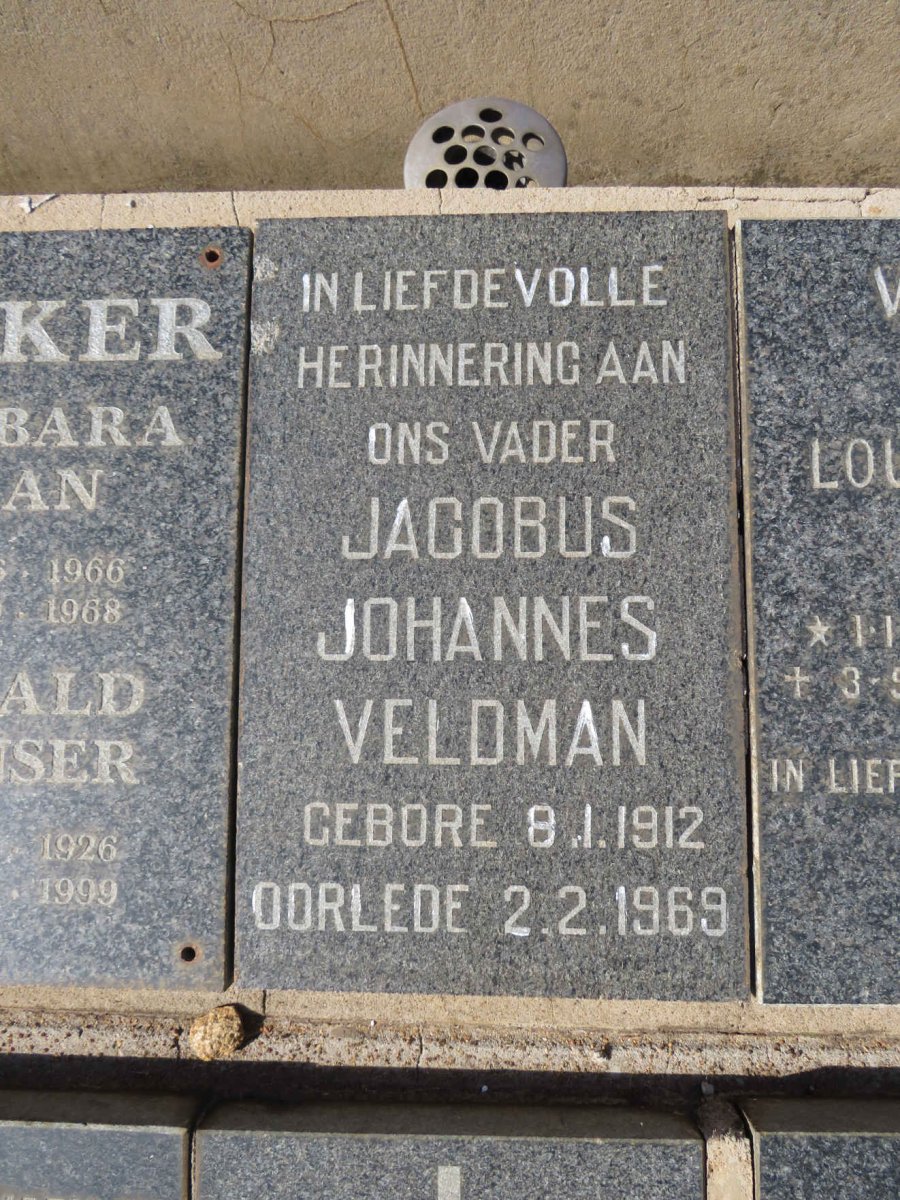 KER
BARA
AN
1966
1968
ALD
USER
1926
1999
IN LIEFDEVOLLE
HERINNERING AAN
ONS VADER
JACOBUS
JOHANNES
VELDMAN
GEBORE 8.1.1912
OORLEDE 2.2.1969
LOU
IN LIEF